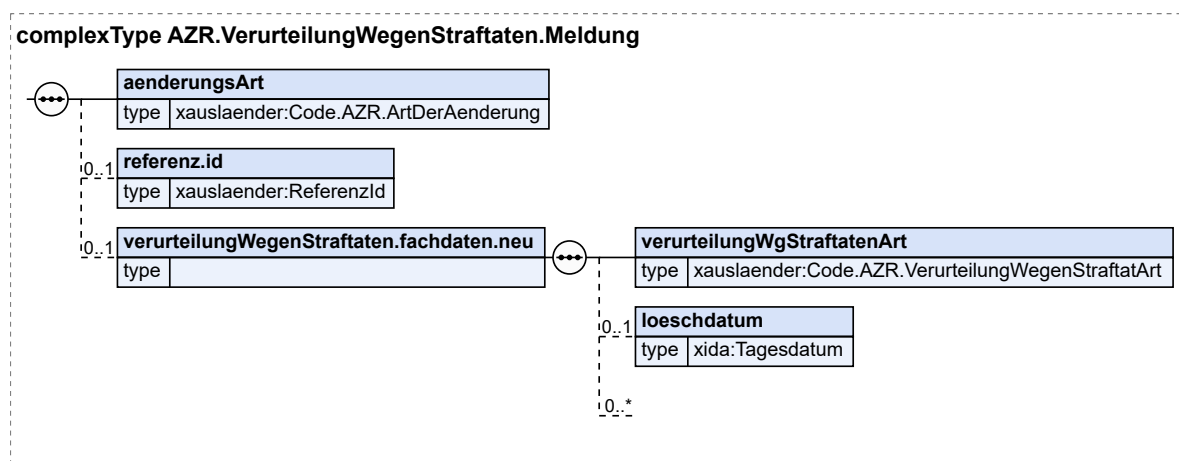 complexType AZR.VerurteilungWegenStraftaten.Meldung
aenderungsArt
type xauslaender:Code.AZR.ArtDerAenderung
0..1 referenz.id
type xauslaender:ReferenzId
0..1 verurteilungWegenStraftaten.fachdaten.neu
type
verurteilungWgStraftatenArt
type xauslaender:Code.AZR.VerurteilungWegenStraftatArt
0..1 loeschdatum
type xida:Tagesdatum
0..*